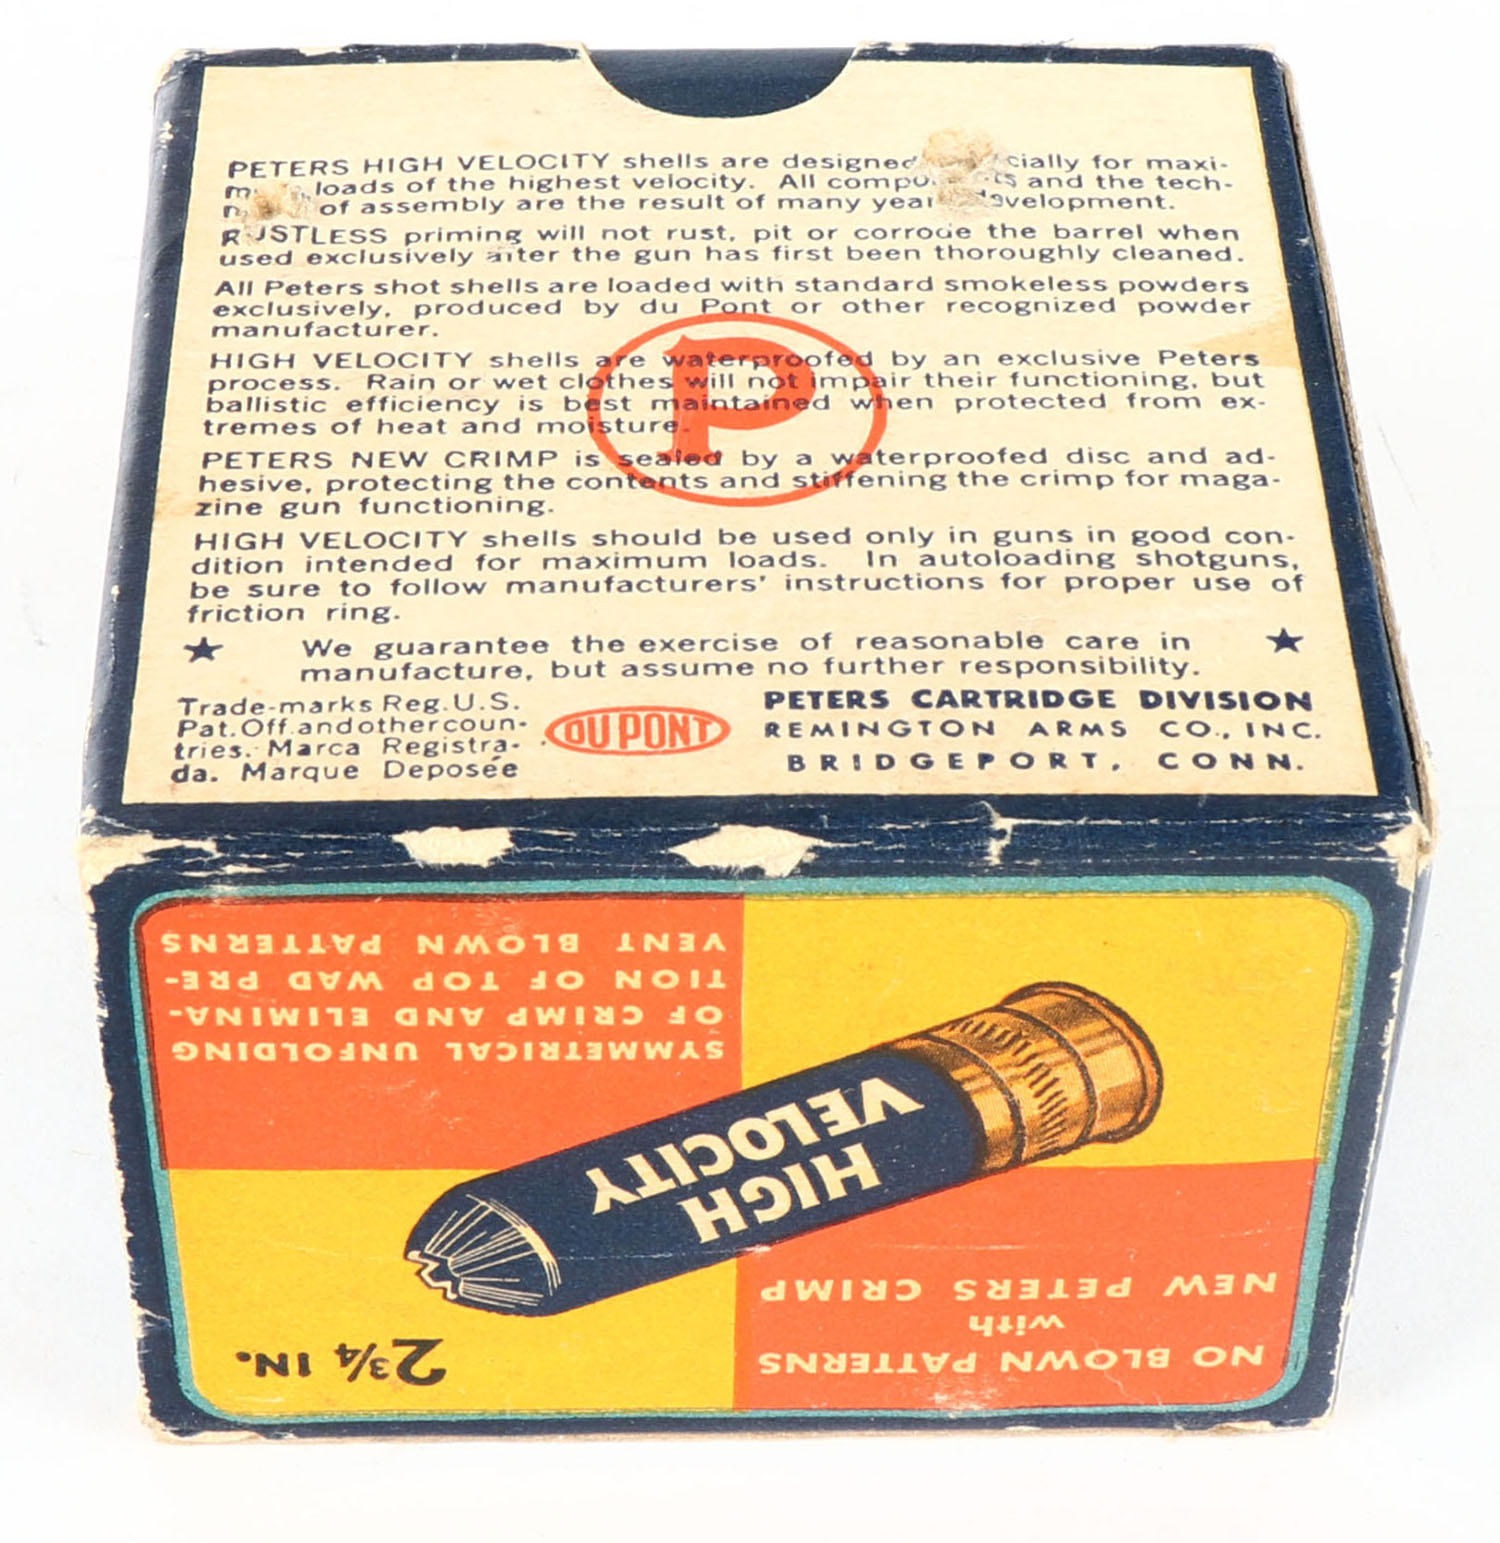 PETERS HIGH VELOCITY shells are designed for maxi-
loads of the highest velocity. All and the tech-
of assembly are the result of many
RUSTLESS priming will not rust, pit or corrode the barrel when
used exclusively after the gun has first been thoroughly cleaned.
All Peters shot shells are loaded with standard smokeless powders
exclusively, produced by du Pont or other recognized powder
manufacturer.
HIGH VELOCITY shells are waterproofed by an exclusive Peters
process. Rain or wet clothes will not impair their functioning, but
ballistic efficiency is best maintained when protected from ex-
tremes of heat and moisture.
P
PETERS NEW CRIMP is sealed by a waterproofed disc and ad-
hesive, protecting the contents and stiffening the crimp for maga-
zine gun functioning.
HIGH VELOCITY shells should be used only in guns in good con-
dition intended for maximum loads. In autoloading shotguns,
be sure to follow manufacturers' instructions for proper use of
friction ring.
★ We guarantee the exercise of reasonable care in ★
manufacture, but assume no further responsibility.
Trade-marks Reg. U.S.
Pat. Off. and other coun-
tries. Marca Registra-
da. Marque Deposée
DU PONT
PETERS CARTRIDGE DIVISION
REMINGTON ARMS CO., INC.
BRIDGEPORT, CONN.
NO BLOWN PATTERNS
with
NEW PETERS CRIMP
2 3/4 IN.
HIGH
VELOCITY
SYMMETRICAL UNFOLDING
OF CRIMP AND ELIMINA-
TION OF TOP WAD PRE-
VENT BLOWN PATTERNS